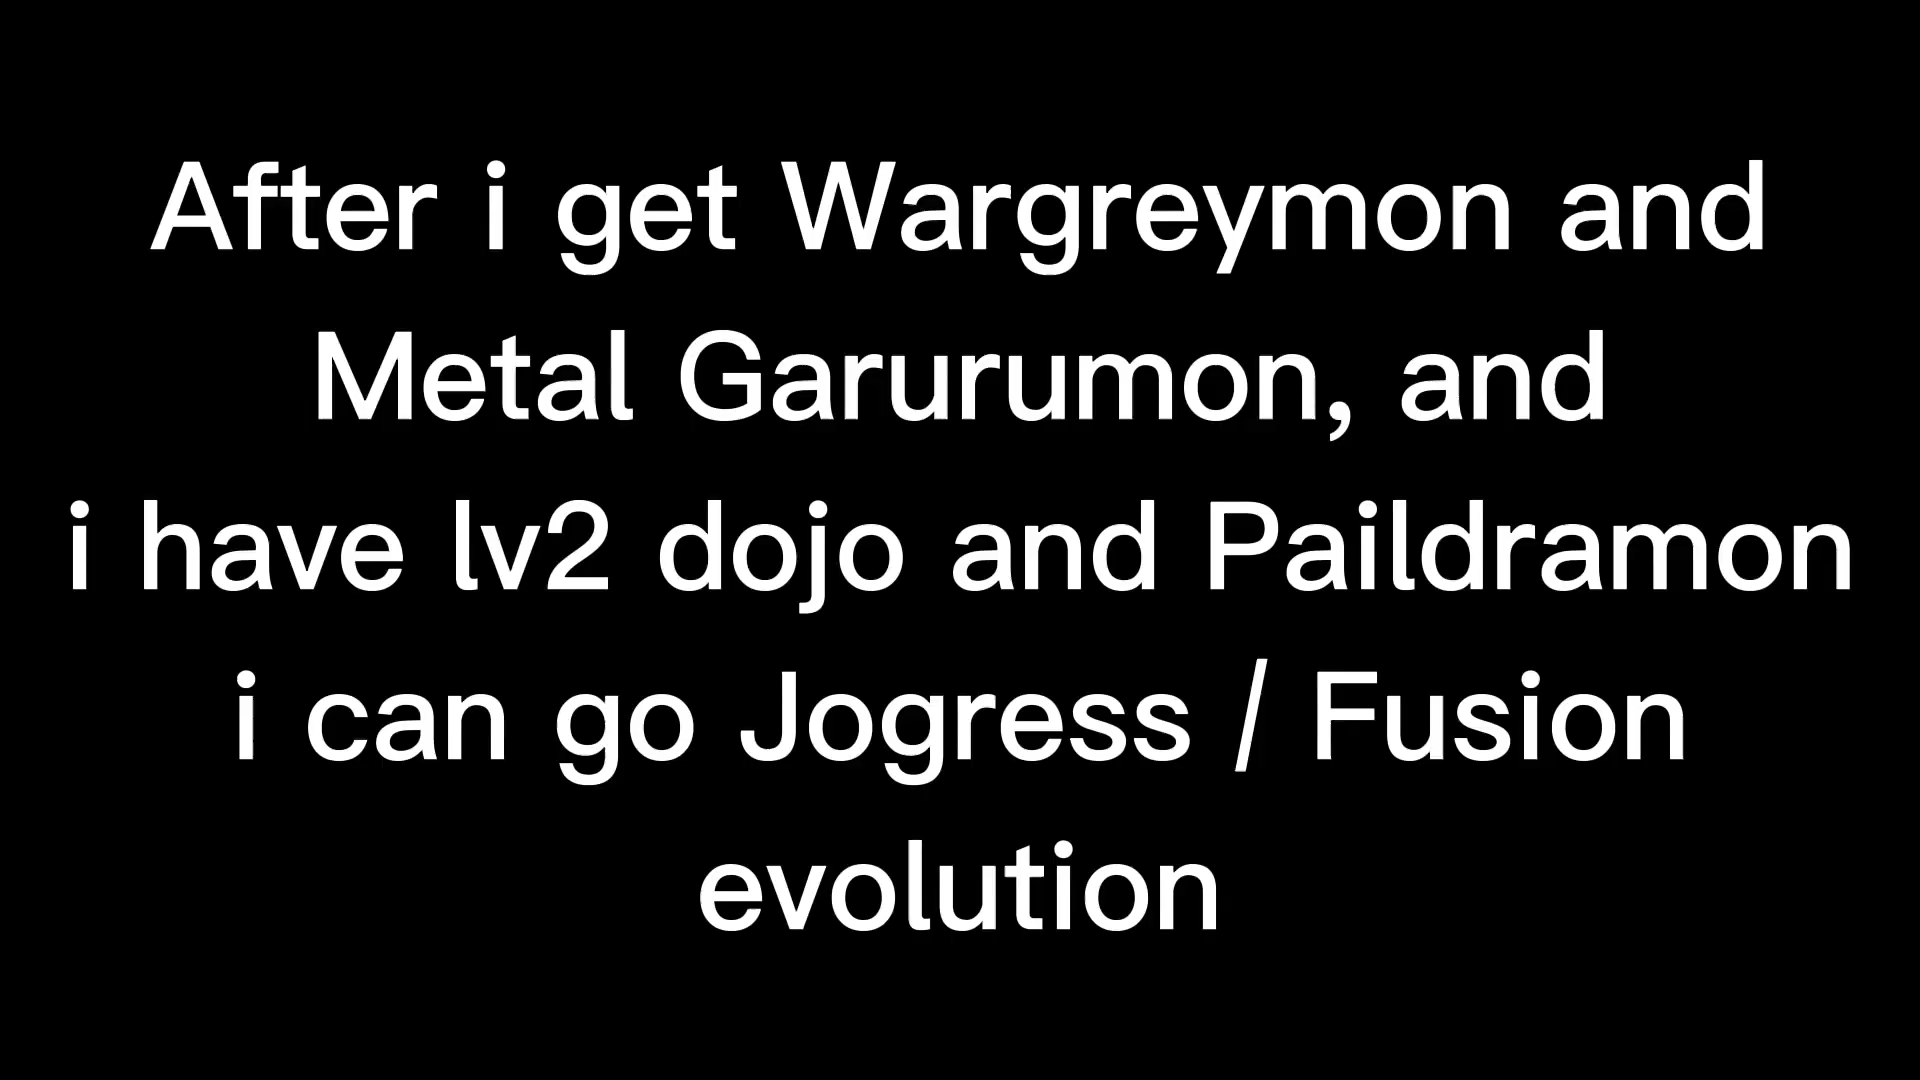 After i get Wargreymon and
Metal Garurumon, and
i have lv2 dojo and Paildramon
i can go Jogress / Fusion
evolution